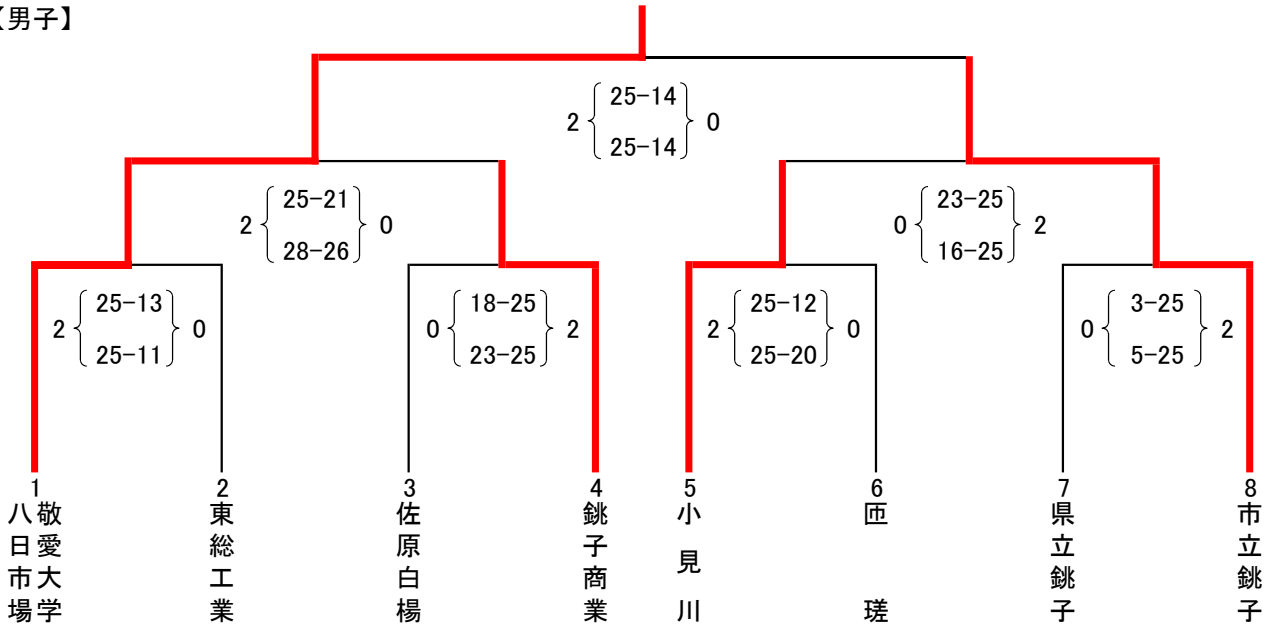 【男子】
25-14
2 0
25-14
25-21
2 0
28-26
23-25
0 2
16-25
25-13
2 0
25-11
18-25
0 2
23-25
25-12
2 0
25-20
3-25
0 2
5-25
1 2 3 4 5 6 7 8
敬愛大学
八日市場
東総工業
佐原白楊
銚子商業
小見川
匝瑳
県立銚子
市立銚子